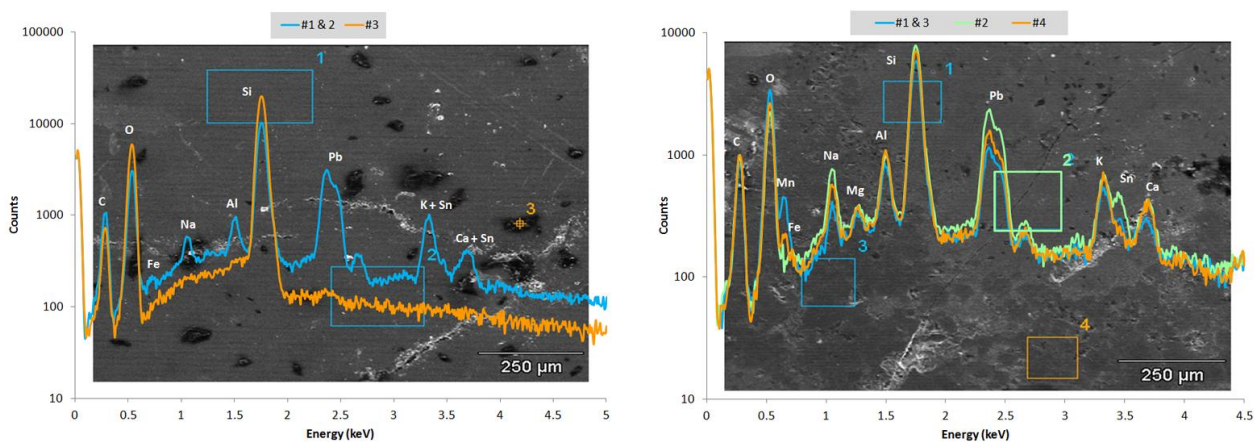 #1 & 2 #3
100000
10000
1000
100
10
Counts
C
O
Fe
Na
Al
Si
Pb
K + Sn
Ca + Sn
1
2
3
250 µm
0 0.5 1 1.5 2 2.5 3 3.5 4 4.5 5
Energy (keV)
#1 & 3 #2 #4
10000
1000
100
10
Counts
C
O
Mn
Fe
Na
Mg
Al
Si
Pb
K
Sn
Ca
1
2
2
3
4
250 µm
0 0.5 1 1.5 2 2.5 3 3.5 4 4.5
Energy (keV)